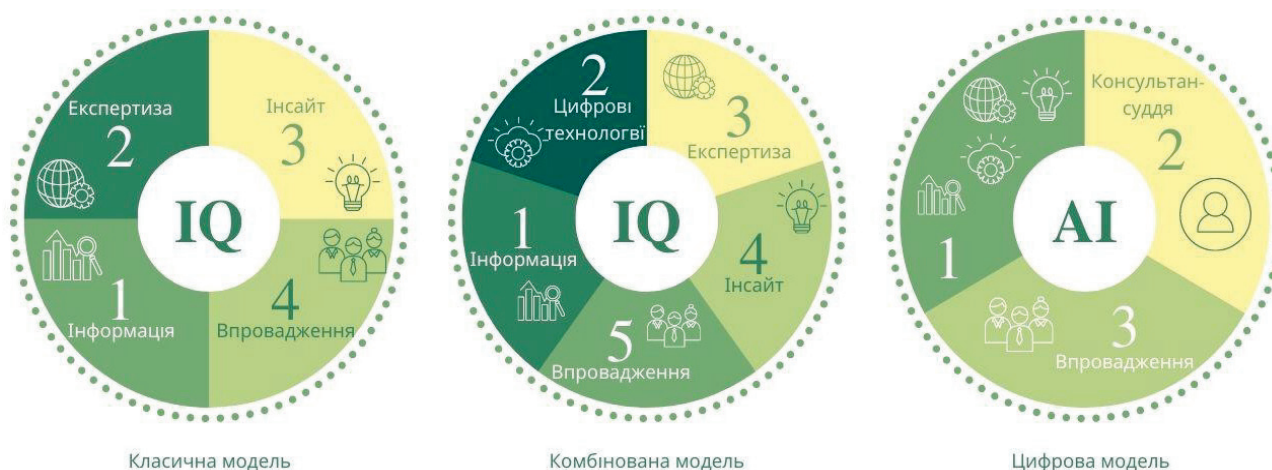 Експертиза
2
Інсайт
3
IQ
1
Інформація
4
Впровадження
Класична модель
2
Цифрові
технологвї
3
Експертиза
IQ
1
Інформація
4
Інсайт
5
Впровадження
Комбінована модель
Консультан-
суддя
2
AI
1
3
Впровадження
Цифрова модель